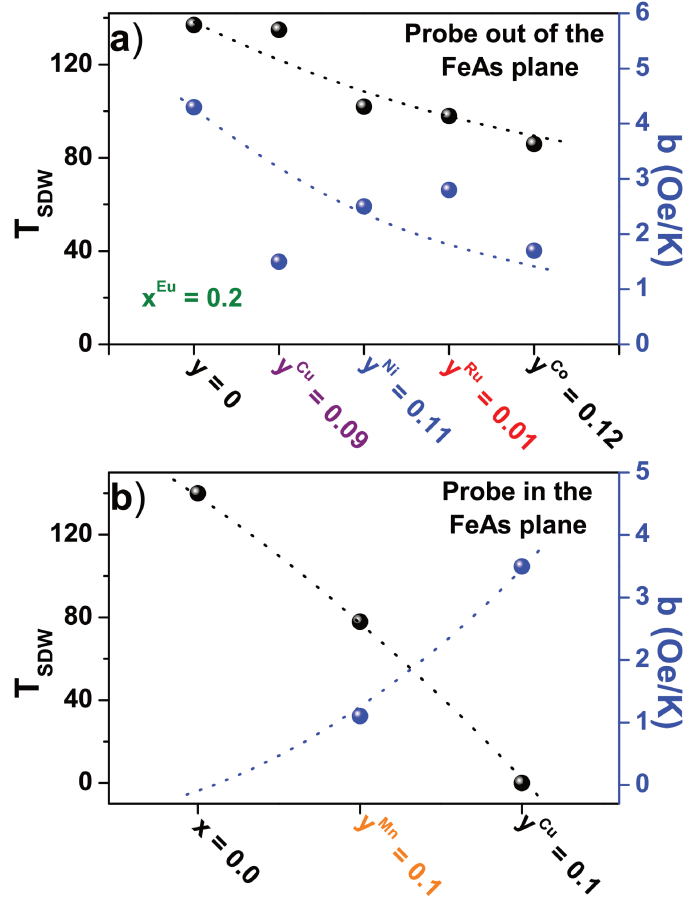 a)
Probe out of the
FeAs plane
T_SDW
120
80
40
0
6
5
4
3
2
1
0
b (Oe/K)
x^Eu = 0.2
y = 0
y^Cu = 0.09
y^Ni = 0.11
y^Ru = 0.01
y^Co = 0.12
b)
Probe in the
FeAs plane
T_SDW
120
80
40
0
5
4
3
2
1
0
b (Oe/K)
x = 0.0
y^Mn = 0.1
y^Cu = 0.1